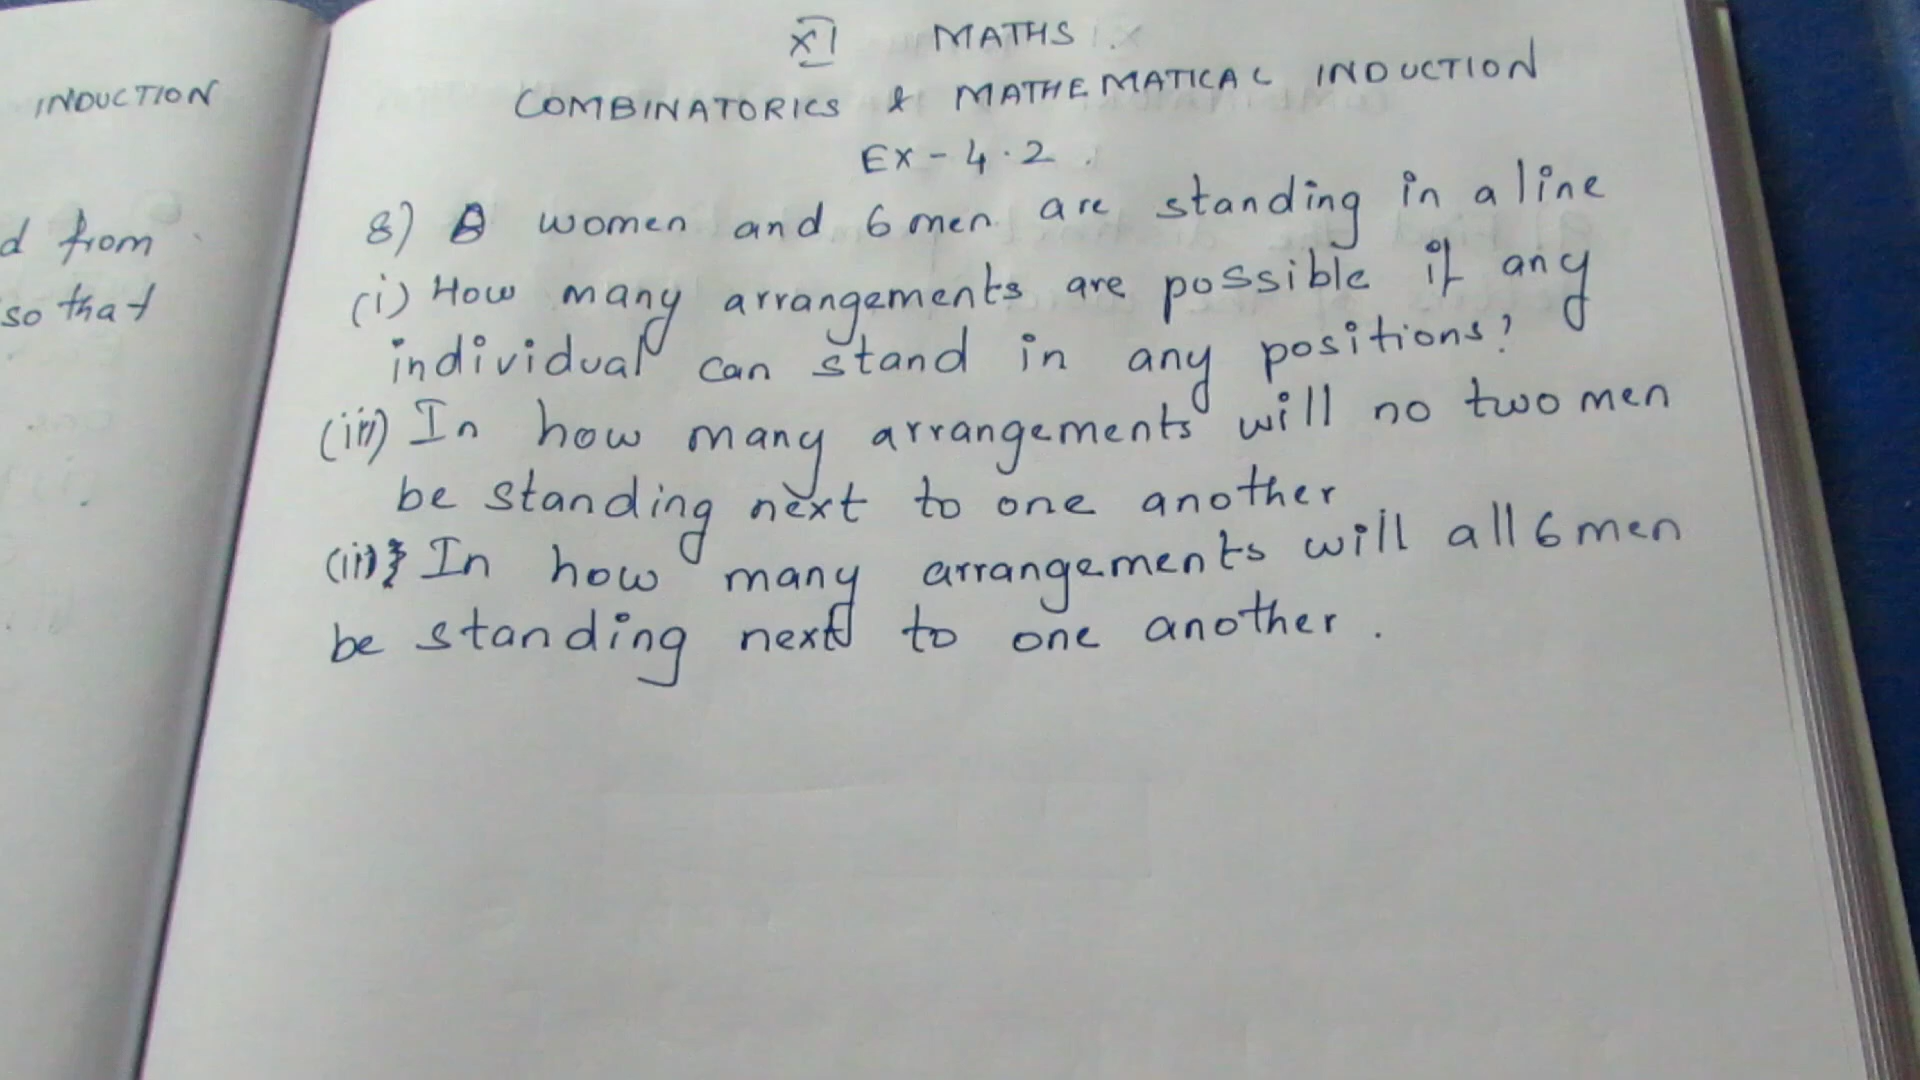 INDUCTION
d from
so that
XI MATHS
COMBINATORICS & MATHEMATICAL INDUCTION
EX - 4.2
8) 8 women and 6 men are standing in a line
(i) How many arrangements are possible if any
individual can stand in any positions?
(iii) In how many arrangements will no two men
be standing next to one another
(ii) In how many arrangements will all 6 men
be standing next to one another.